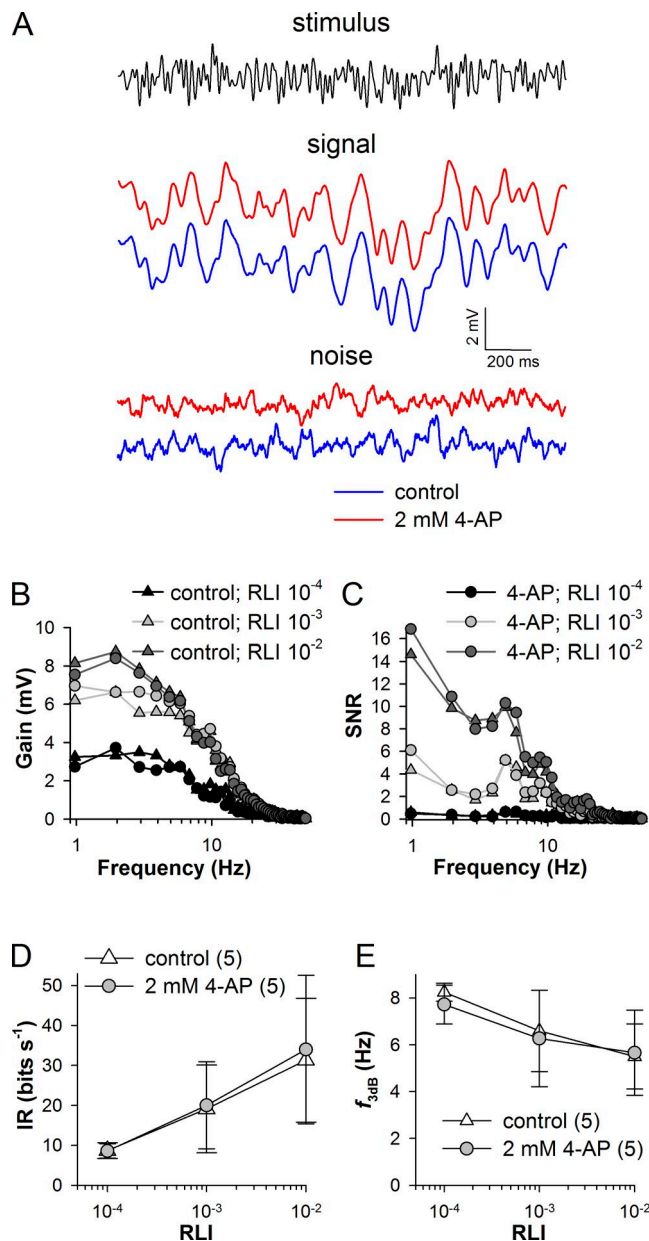 A
stimulus
signal
2 mV
200 ms
noise
control
2 mM 4-AP
B
control; RLI 10⁻⁴
control; RLI 10⁻³
control; RLI 10⁻²
10
8
6
4
2
0
Gain (mV)
1
10
Frequency (Hz)
C
4-AP; RLI 10⁻⁴
4-AP; RLI 10⁻³
4-AP; RLI 10⁻²
16
14
12
10
8
6
4
2
0
SNR
1
10
Frequency (Hz)
D
control (5)
2 mM 4-AP (5)
50
40
30
20
10
0
IR (bits s⁻¹)
10⁻⁴
10⁻³
10⁻²
RLI
E
8
6
4
2
0
f3dB (Hz)
control (5)
2 mM 4-AP (5)
10⁻⁴
10⁻³
10⁻²
RLI